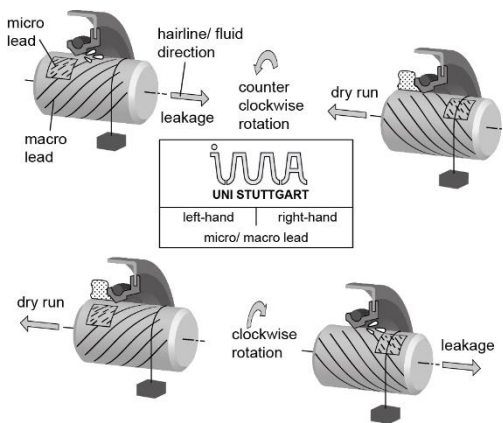 micro
lead
macro
lead
hairline/ fluid
direction
leakage
counter
clockwise
rotation
dry run
ima
UNI STUTTGART
left-hand
right-hand
micro/ macro lead
dry run
clockwise
rotation
leakage